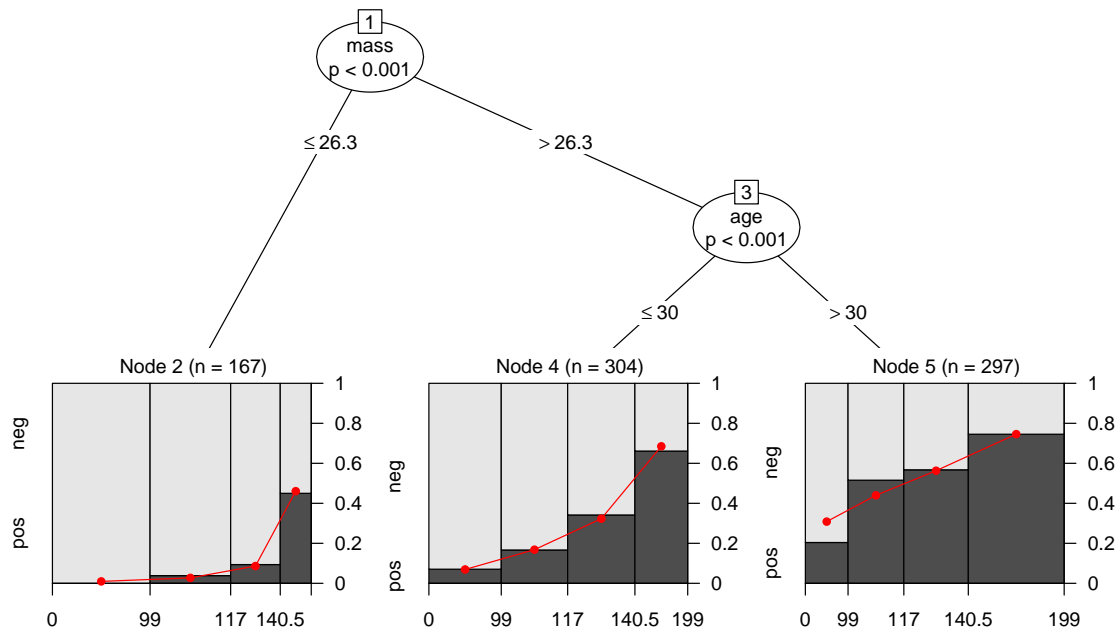 1
mass
p < 0.001
≤ 26.3
> 26.3
3
age
p < 0.001
≤ 30
> 30
Node 2 (n = 167)
neg
pos
1
0.8
0.6
0.4
0.2
0
0 99 117 140.5
Node 4 (n = 304)
neg
pos
1
0.8
0.6
0.4
0.2
0
0 99 117 140.5 199
Node 5 (n = 297)
neg
pos
1
0.8
0.6
0.4
0.2
0
0 99 117 140.5 199